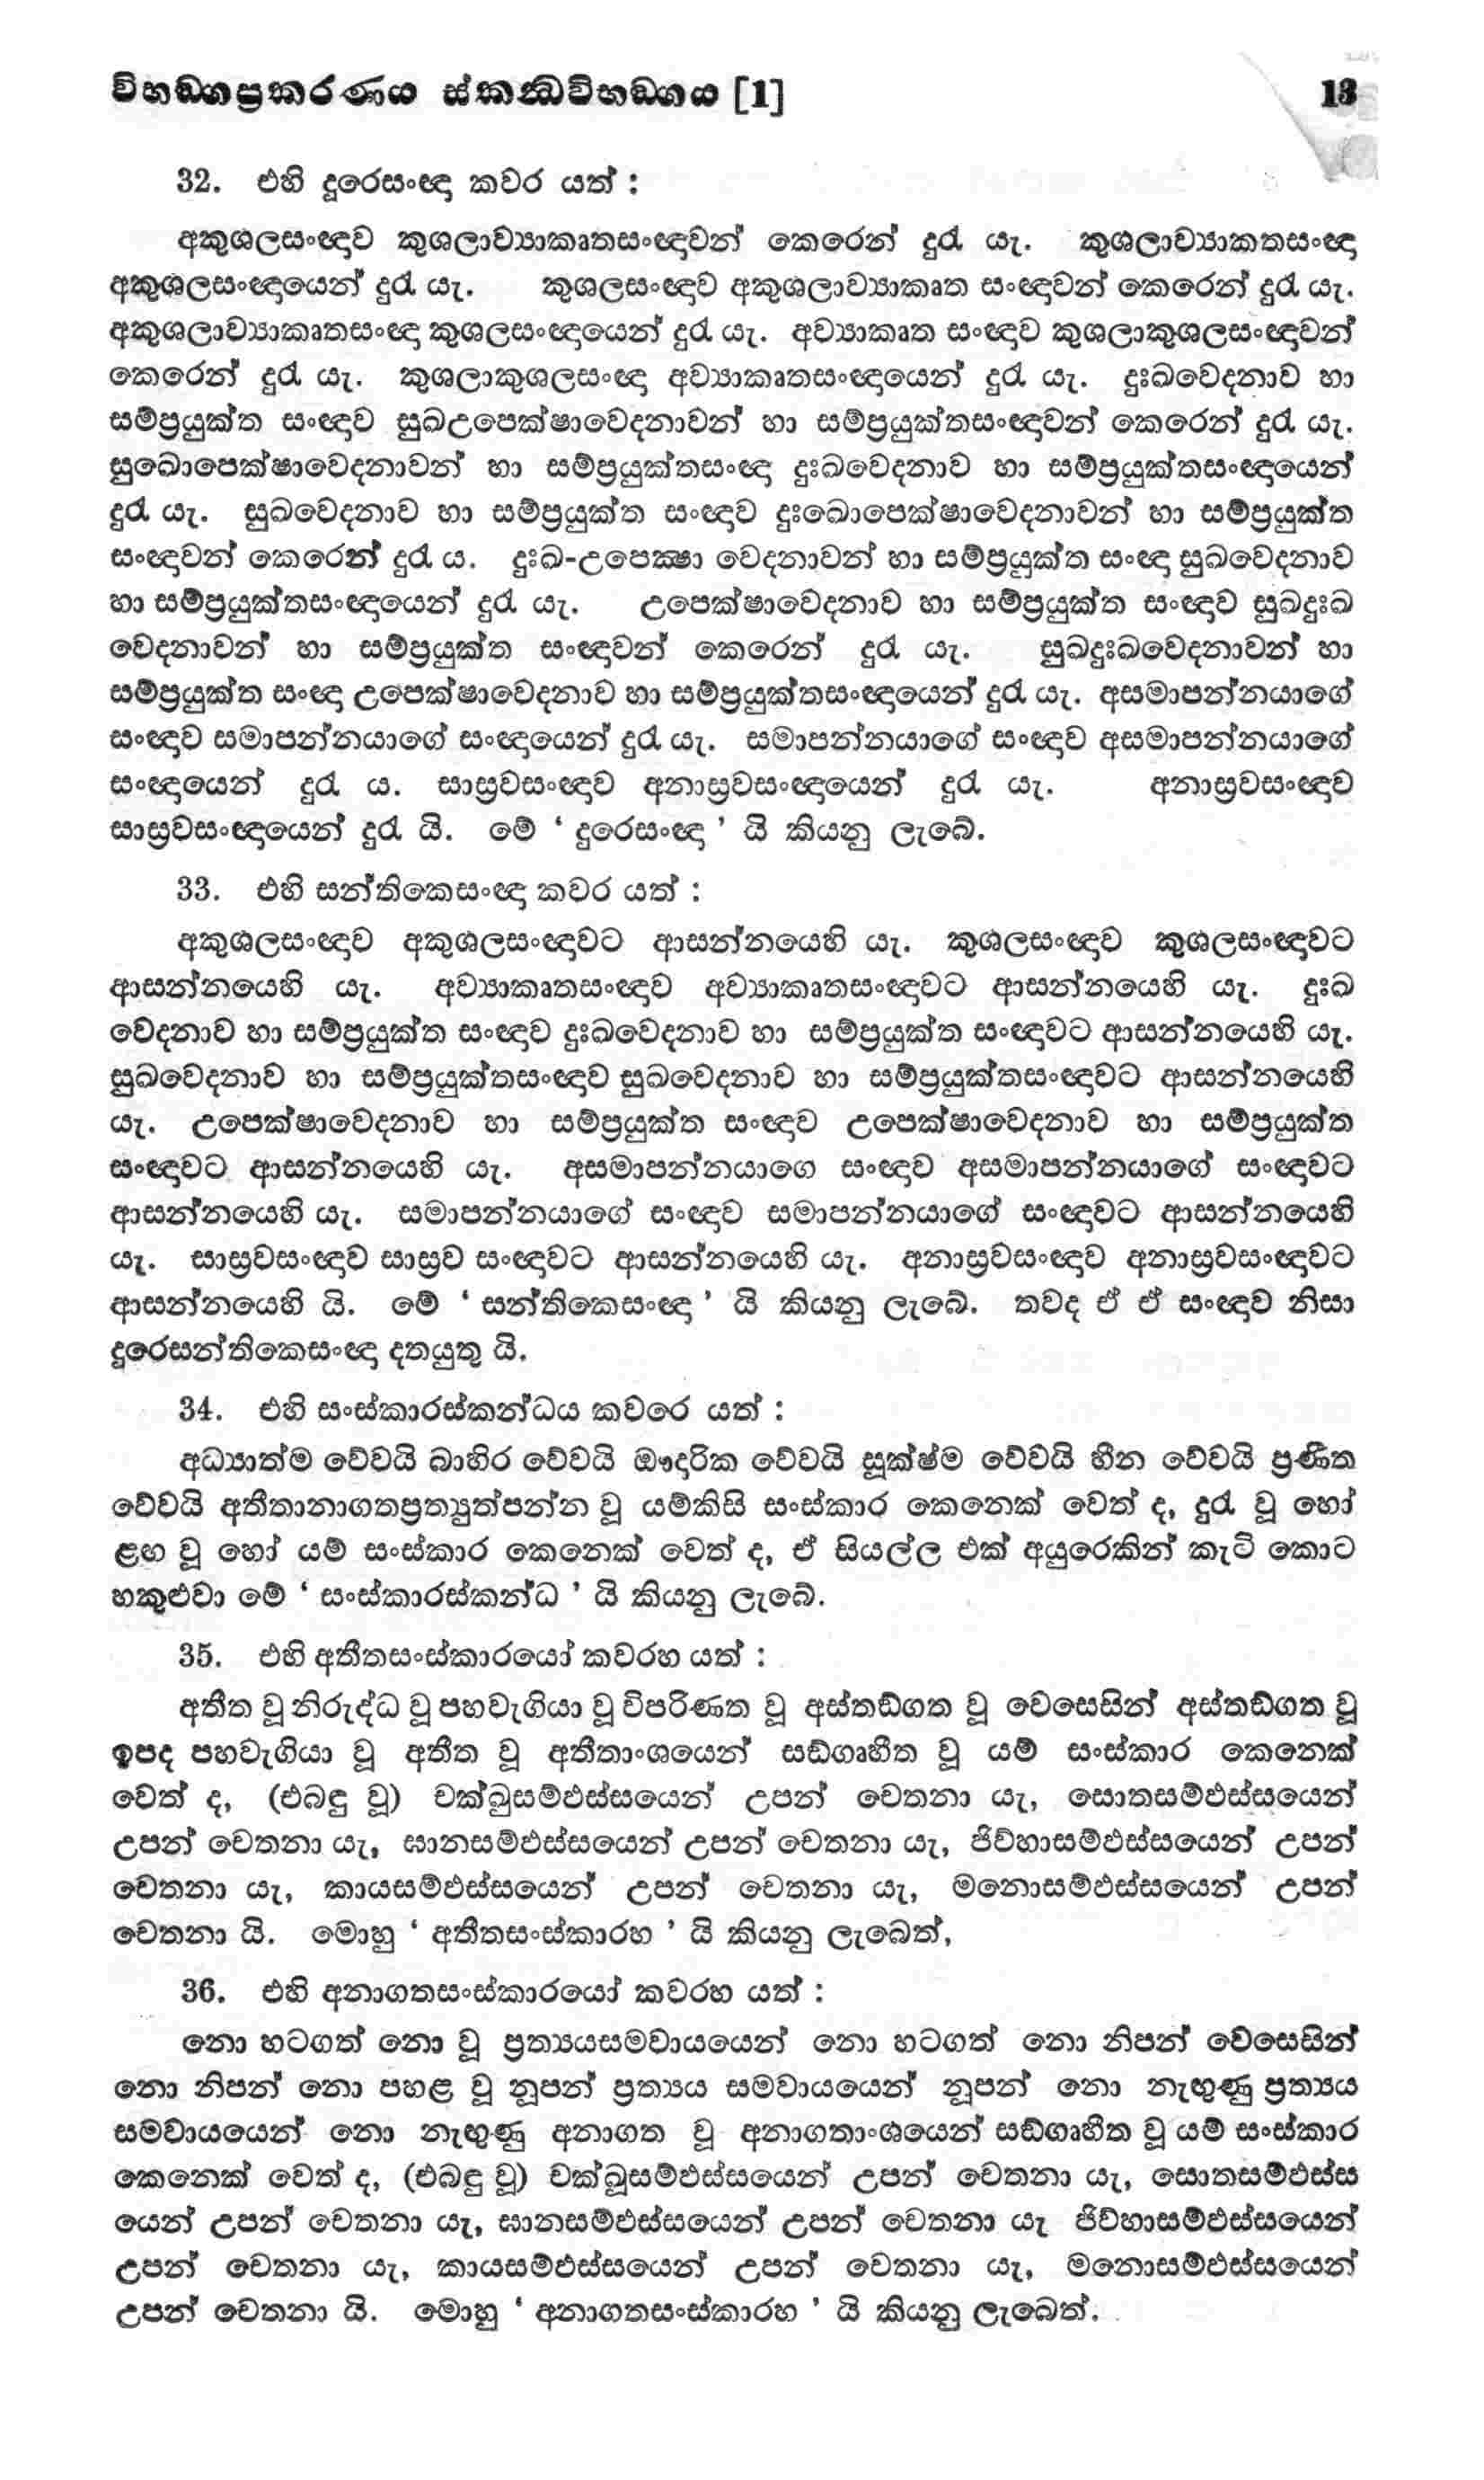 විභඞ්ගප්‍රකරණය ස්කන්‍ධවිභඞ්ගය [1] 13
32. එහි දූරෙසංඥා කවර යත් :
අකුශලසංඥාව කුශලාව්‍යාකෘතසංඥාවන් කෙරෙන් දුරැ යැ. කුශලාව්‍යාකතසංඥා
අකුශලසංඥායෙන් දුරැ යැ. කුශලසංඥාව අකුශලාව්‍යාකෘත සංඥාවන් කෙරෙන් දුරැ යැ.
අකුශලාව්‍යාකෘතසංඥා කුශලසංඥායෙන් දුරැ යැ. අව්‍යාකෘත සංඥාව කුශලාකුශලසංඥාවන්
කෙරෙන් දුරැ යැ. කුශලාකුශලසංඥා අව්‍යාකෘතසංඥායෙන් දුරැ යැ. දුඃඛවෙදනාව හා
සම්ප්‍රයුක්ත සංඥාව සුඛඋපෙක්ෂාවෙදනාවන් හා සම්ප්‍රයුක්තසංඥාවන් කෙරෙන් දුරැ යැ.
සුඛොපෙක්ෂාවෙදනාවන් හා සම්ප්‍රයුක්තසංඥා දුඃඛවෙදනාව හා සම්ප්‍රයුක්තසංඥායෙන්
දුරැ යැ. සුඛවෙදනාව හා සම්ප්‍රයුක්ත සංඥාව දුඃඛොපෙක්ෂාවෙදනාවන් හා සම්ප්‍රයුක්ත
සංඥාවන් කෙරෙන් දුරැ ය. දුඃඛ-උපෙක්‍ෂා වෙදනාවන් හා සම්ප්‍රයුක්ත සංඥා සුඛවෙදනාව
හා සම්ප්‍රයුක්තසංඥායෙන් දුරැ යැ. උපෙක්ෂාවෙදනාව හා සම්ප්‍රයුක්ත සංඥාව සුඛදුඃඛ
වෙදනාවන් හා සම්ප්‍රයුක්ත සංඥාවන් කෙරෙන් දුරැ යැ. සුඛදුඃඛවෙදනාවන් හා
සම්ප්‍රයුක්ත සංඥා උපෙක්ෂාවෙදනාව හා සම්ප්‍රයුක්තසංඥායෙන් දුරැ යැ. අසමාපන්නයාගේ
සංඥාව සමාපන්නයාගේ සංඥායෙන් දුරැ යැ. සමාපන්නයාගේ සංඥාව අසමාපන්නයාගේ
සංඥායෙන් දුරැ ය. සාස්‍රවසංඥාව අනාස්‍රවසංඥායෙන් දුරැ යැ. අනාස්‍රවසංඥාව
සාස්‍රවසංඥායෙන් දුරැ යි. මේ ‘ දුරෙසංඥා ’ යි කියනු ලැබේ.
33. එහි සන්තිකෙසංඥා කවර යත් :
අකුශලසංඥාව අකුශලසංඥාවට ආසන්නයෙහි යැ. කුශලසංඥාව කුශලසංඥාවට
ආසන්නයෙහි යැ. අව්‍යාකෘතසංඥාව අව්‍යාකෘතසංඥාවට ආසන්නයෙහි යැ. දුඃඛ
වෙදනාව හා සම්ප්‍රයුක්ත සංඥාව දුඃඛවෙදනාව හා සම්ප්‍රයුක්ත සංඥාවට ආසන්නයෙහි යැ.
සුඛවෙදනාව හා සම්ප්‍රයුක්තසංඥාව සුඛවෙදනාව හා සම්ප්‍රයුක්තසංඥාවට ආසන්නයෙහි
යැ. උපෙක්ෂාවෙදනාව හා සම්ප්‍රයුක්ත සංඥාව උපෙක්ෂාවෙදනාව හා සම්ප්‍රයුක්ත
සංඥාවට ආසන්නයෙහි යැ. අසමාපන්නයාගෙ සංඥාව අසමාපන්නයාගේ සංඥාවට
ආසන්නයෙහි යැ. සමාපන්නයාගේ සංඥාව සමාපන්නයාගේ සංඥාවට ආසන්නයෙහි
යැ. සාස්‍රවසංඥාව සාස්‍රව සංඥාවට ආසන්නයෙහි යැ. අනාස්‍රවසංඥාව අනාස්‍රවසංඥාවට
ආසන්නයෙහි යි. මේ ‘ සන්තිකෙසංඥා ’ යි කියනු ලැබේ. තවද ඒ ඒ සංඥාව නිසා
දූරෙසන්තිකෙසංඥා දතයුතු යි.
34. එහි සංස්කාරස්කන්ධය කවරෙ යත් :
අධ්‍යාත්ම වේවයි බාහිර වේවයි ඖදාරික වේවයි සූක්ෂ්ම වේවයි හීන වේවයි ප්‍රණීත
වේවයි අතීතානාගතප්‍රත්‍යුත්පන්න වූ යම්කිසි සංස්කාර කෙනෙක් වෙත් ද, දුරැ වූ හෝ
ළඟ වූ හෝ යම් සංස්කාර කෙනෙක් වෙත් ද, ඒ සියල්ල එක් අයුරෙකින් කැටි කොට
හකුළුවා මේ ‘ සංස්කාරස්කන්ධ ’ යි කියනු ලැබේ.
35. එහි අතීතසංස්කාරයෝ කවරහ යත් :
අතීත වූ නිරුද්ධ වූ පහවැගියා වූ විපරිණත වූ අස්තඞ්ගත වූ වෙසෙසින් අස්තඞ්ගත වූ
ඉපද පහවැගියා වූ අතීත වූ අතීතාංශයෙන් සඞ්ගෘහීත වූ යම් සංස්කාර කෙනෙක්
වෙත් ද, (එබඳු වූ) චක්ඛුසම්ඵස්සයෙන් උපන් චෙතනා යැ, සොතසම්ඵස්සයෙන්
උපන් චෙතනා යැ, ඝානසම්ඵස්සයෙන් උපන් චෙතනා යැ, ජිව්හාසම්ඵස්සයෙන් උපන්
චෙතනා යැ, කායසම්ඵස්සයෙන් උපන් චෙතනා යැ, මනොසම්ඵස්සයෙන් උපන්
චෙතනා යි. මොහු ‘ අතීතසංස්කාරහ ’ යි කියනු ලැබෙත්,
36. එහි අනාගතසංස්කාරයෝ කවරහ යත් :
නො හටගත් නො වූ ප්‍රත්‍යයසමවායයෙන් නො හටගත් නො නිපන් වෙසෙසින්
නො නිපන් නො පහළ වූ නූපන් ප්‍රත්‍යය සමවායයෙන් නූපන් නො නැඟුණු ප්‍රත්‍යය
සමවායයෙන් නො නැඟුණු අනාගත වූ අනාගතාංශයෙන් සඞ්ගෘහීත වූ යම් සංස්කාර
කෙනෙක් වෙත් ද, (එබඳු වූ) චක්ඛුසම්ඵස්සයෙන් උපන් චෙතනා යැ, සොතසම්ඵස්ස
යෙන් උපන් චෙතනා යැ, ඝානසම්ඵස්සයෙන් උපන් චෙතනා යැ ජිව්හාසම්ඵස්සයෙන්
උපන් චෙතනා යැ, කායසම්ඵස්සයෙන් උපන් චෙතනා යැ, මනොසම්ඵස්සයෙන්
උපන් චෙතනා යි. මොහු ‘ අනාගතසංස්කාරහ ’ යි කියනු ලැබෙත්.